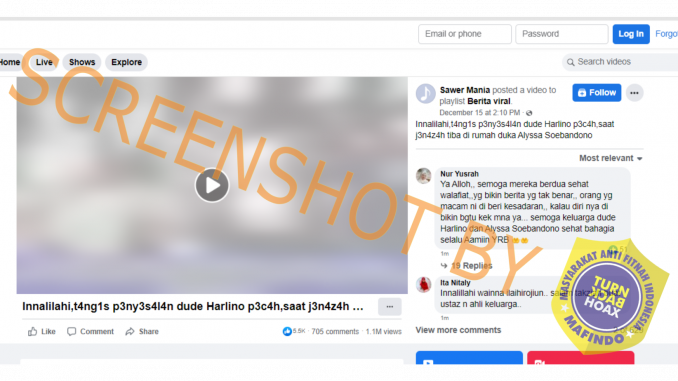 Email or phone
Password
Log In
Forgo
Home
Live
Shows
Explore
Search videos
SCREENSHOT BY
Sawer Mania posted a video to
playlist Berita viral.
December 15 at 2:10 PM ·
Follow
Innalilahi,t4ng1s p3ny3s4l4n dude Harlino p3c4h,saat
j3n4z4h tiba di rumah duka Alyssa Soebandono
Most relevant
Nur Yusrah
Ya Alloh,, semoga mereka berdua sehat
walafiat,,yg bikin berita yg tak benar,, orang yg
macam ni di beri kesadaran,, kalau diri nya di
bikin bgtu kek mna ya... semoga keluarga dude
Harlino dan Alyssa Soebandono sehat bahagia
selalu Aamiin YRB
51
1m
19 Replies
Ita Nitaly
Innalillahi wainna ilaihirojiun.. salam
ustaz n ahli keluarga..
1m
View more comments
Innalilahi,t4ng1s p3ny3s4l4n dude Harlino p3c4h,saat j3n4z4h ...
Like
Comment
Share
5.5K · 705 comments · 1.1M views
MASYARAKAT ANTI FITNAH INDONESIA
TURN
BACK
HOAX
MAFINDO